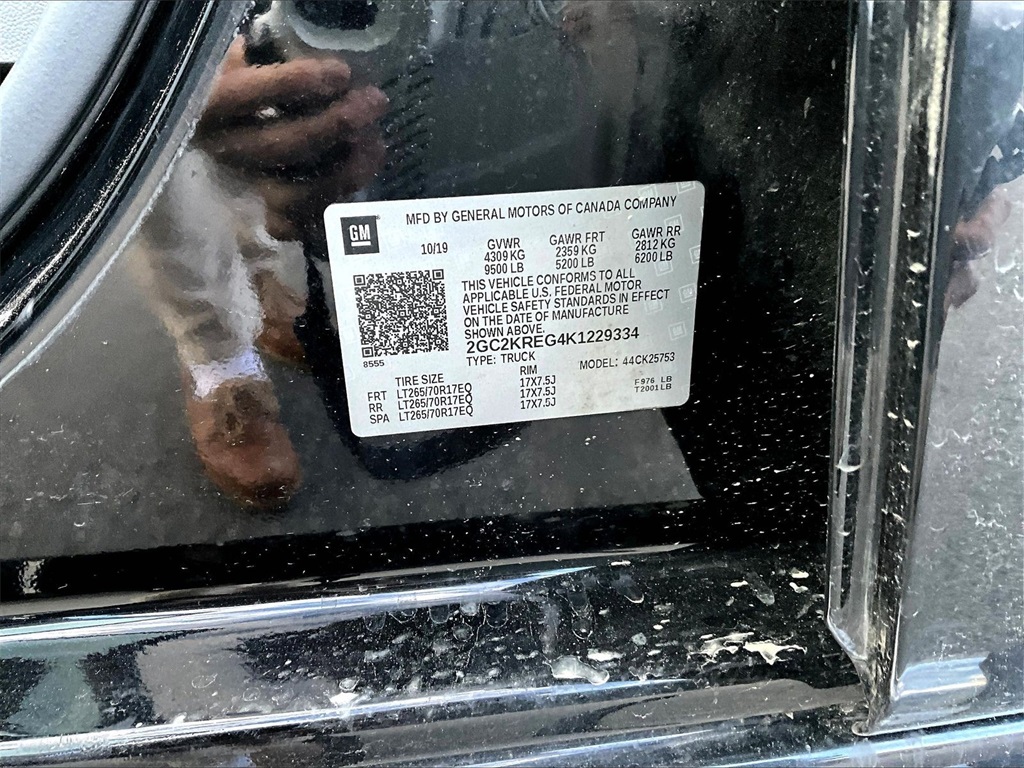 GM
MFD BY GENERAL MOTORS OF CANADA COMPANY
10/19 GVWR GAWR FRT GAWR RR
4309 KG 2359 KG 2812 KG
9500 LB 5200 LB 6200 LB
THIS VEHICLE CONFORMS TO ALL
APPLICABLE U.S. FEDERAL MOTOR
VEHICLE SAFETY STANDARDS IN EFFECT
ON THE DATE OF MANUFACTURE
SHOWN ABOVE.
2GC2KREG4K1229334
8555
TYPE: TRUCK MODEL: 44CK25753
TIRE SIZE RIM
FRT LT265/70R17EQ 17X7.5J
RR LT265/70R17EQ 17X7.5J
SPA LT265/70R17EQ 17X7.5J
F976 LB
T2001LB